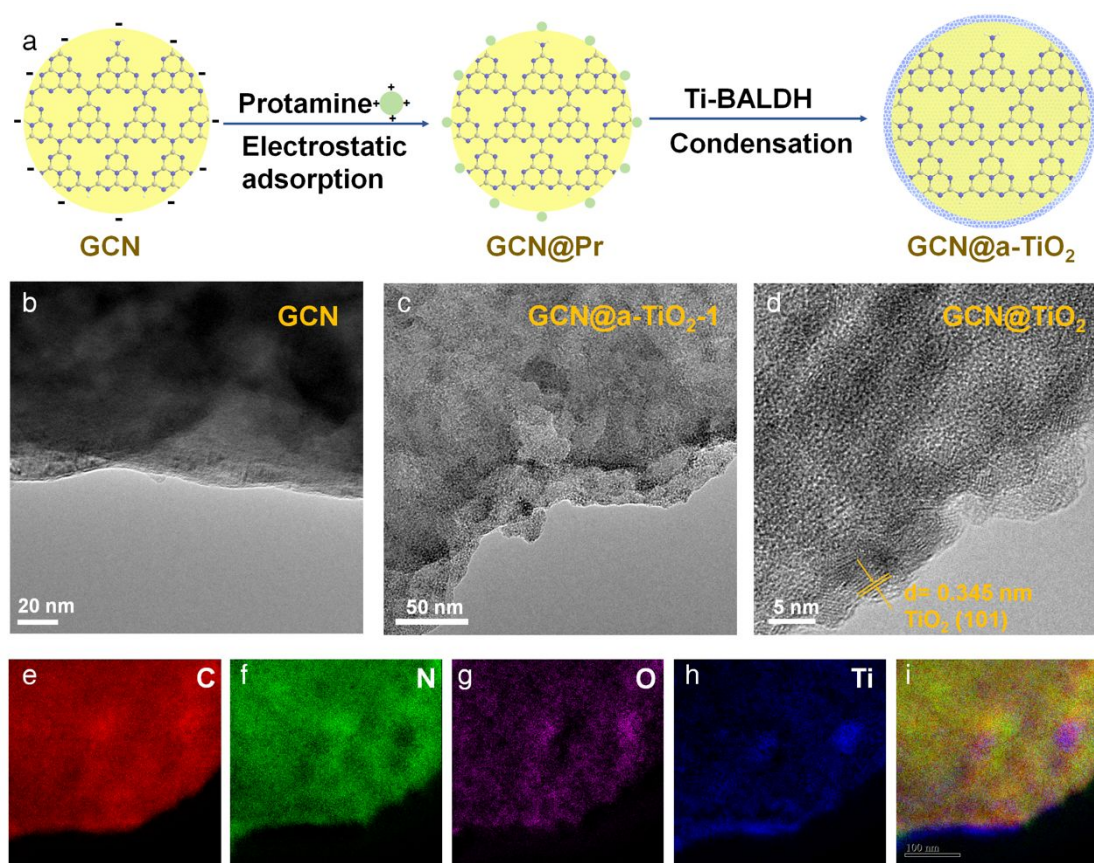 a
Protamine
Electrostatic
adsorption
Ti-BALDH
Condensation
GCN
GCN@Pr
GCN@a-TiO₂
b
GCN
20 nm
c
GCN@a-TiO₂-1
50 nm
d
GCN@TiO₂
d= 0.345 nm
TiO₂ (101)
5 nm
e
C
f
N
g
O
h
Ti
i
100 nm